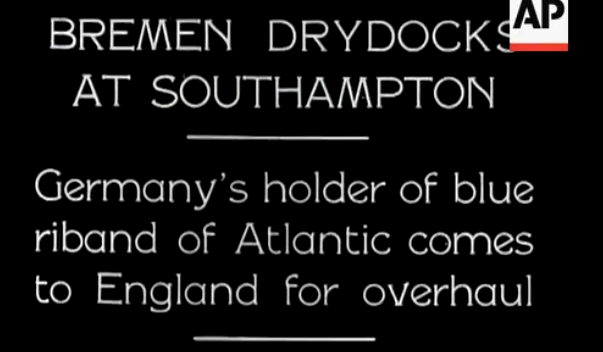 AP
BREMEN DRYDOCKS
AT SOUTHAMPTON
Germany's holder of blue
riband of Atlantic comes
to England for overhaul